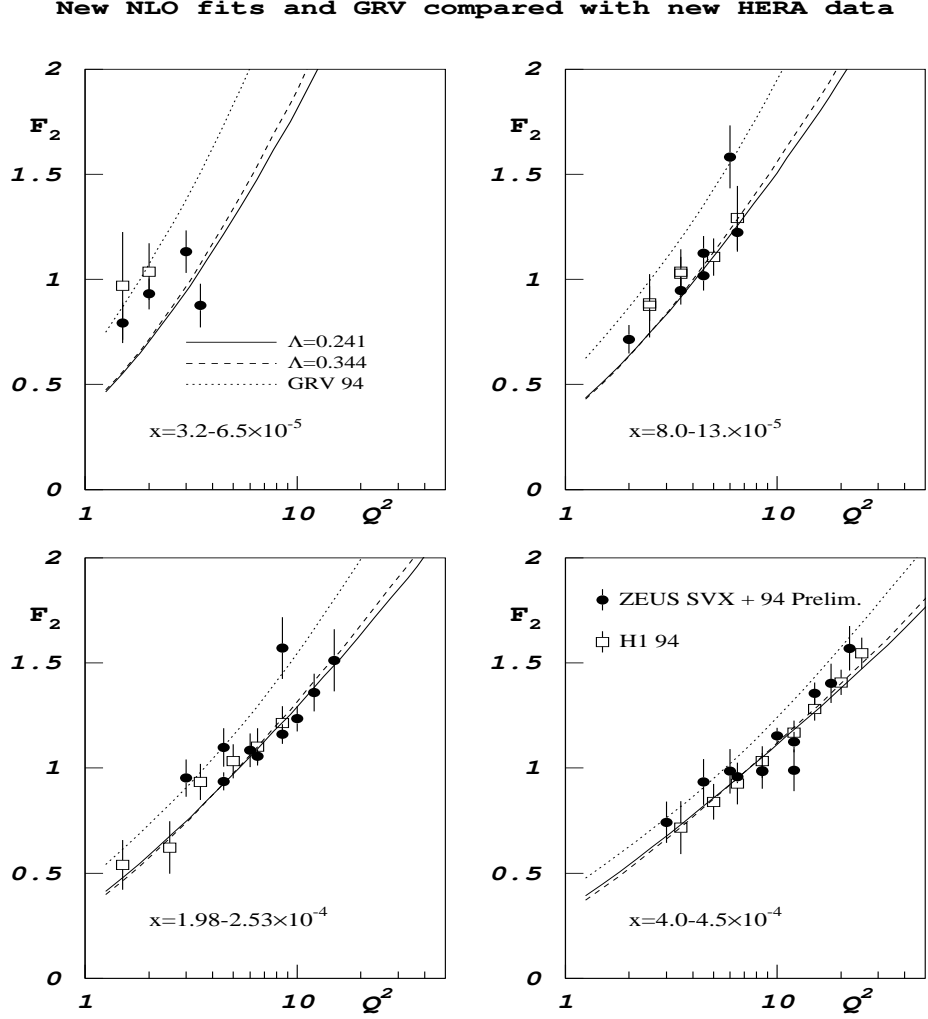 New NLO fits and GRV compared with new HERA data
2
F₂
1.5
1
0.5
0
1
10
Q²
Λ=0.241
Λ=0.344
GRV 94
x=3.2-6.5×10⁻⁵
2
F₂
1.5
1
0.5
0
1
10
Q²
x=8.0-13.×10⁻⁵
2
F₂
1.5
1
0.5
0
1
10
Q²
x=1.98-2.53×10⁻⁴
2
F₂
1.5
1
0.5
0
1
10
Q²
ZEUS SVX + 94 Prelim.
H1 94
x=4.0-4.5×10⁻⁴